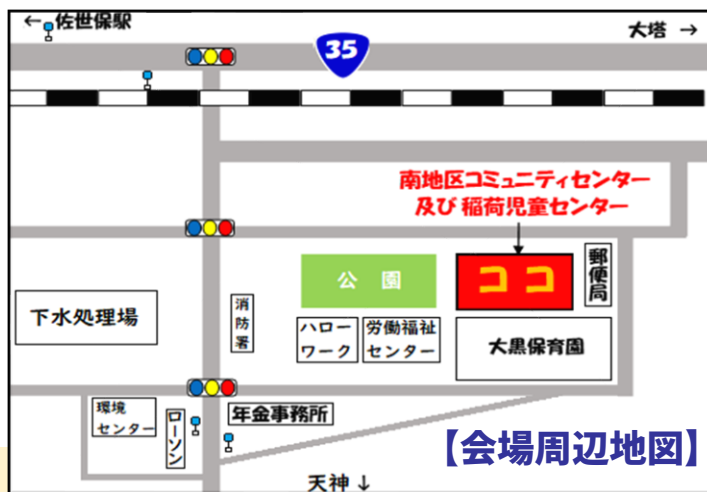 ← 佐世保駅
大塔 →
35
南地区コミュニティセンター
及び 稲荷児童センター
公 園
ココ
郵便局
下水処理場
消防署
ハロー
ワーク
労働福祉
センター
大黒保育園
環境
センター
ローソン
年金事務所
【会場周辺地図】
天神 ↓